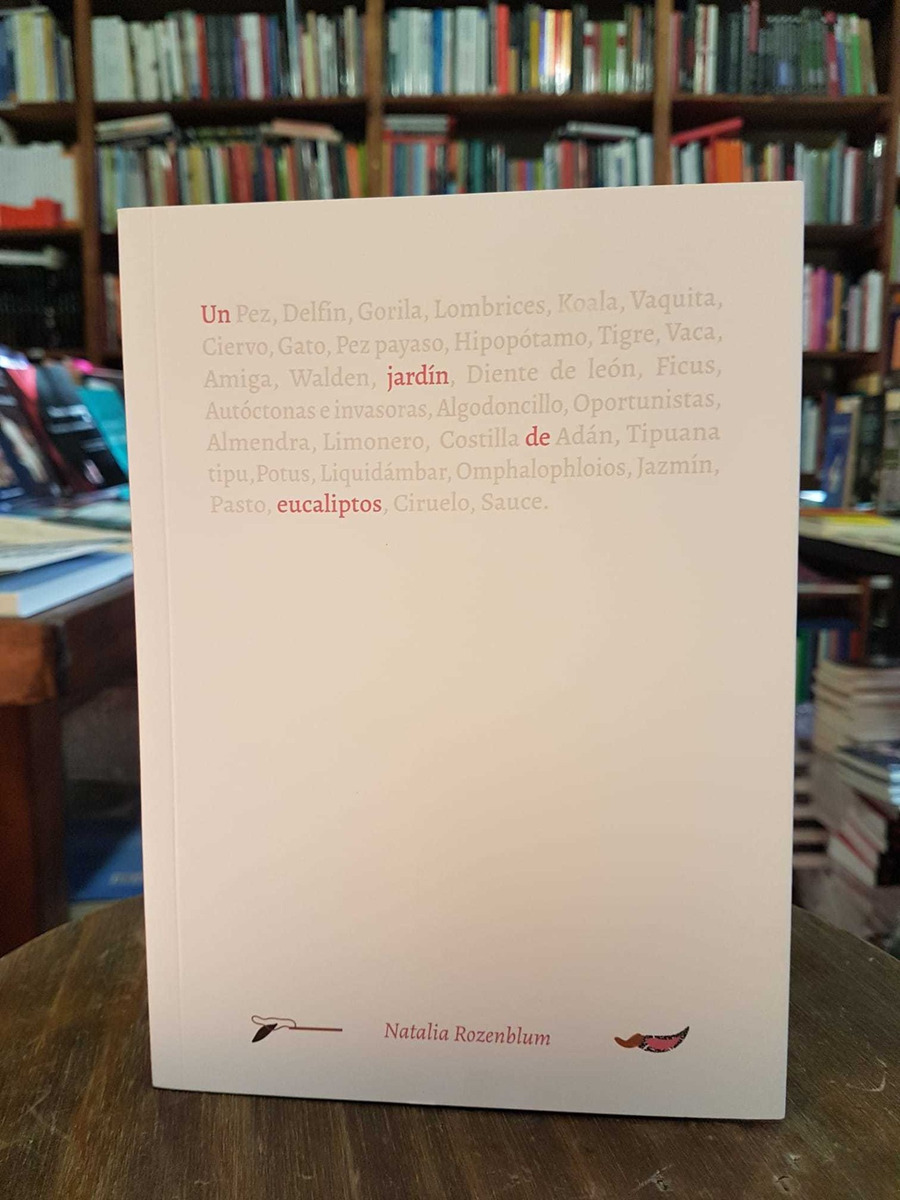 Un Pez, Delfin, Gorila, Lombrices, Koala, Vaquita,
Ciervo, Gato, Pez payaso, Hipopótamo, Tigre, Vaca,
Amiga, Walden, jardín, Diente de león, Ficus,
Autóctonas e invasoras, Algodoncillo, Oportunistas,
Almendra, Limonero, Costilla de Adán, Tipuana
tipu,Potus, Liquidámbar, Omphalophloios, Jazmín,
Pasto, eucaliptos, Ciruelo, Sauce.
Natalia Rozenblum